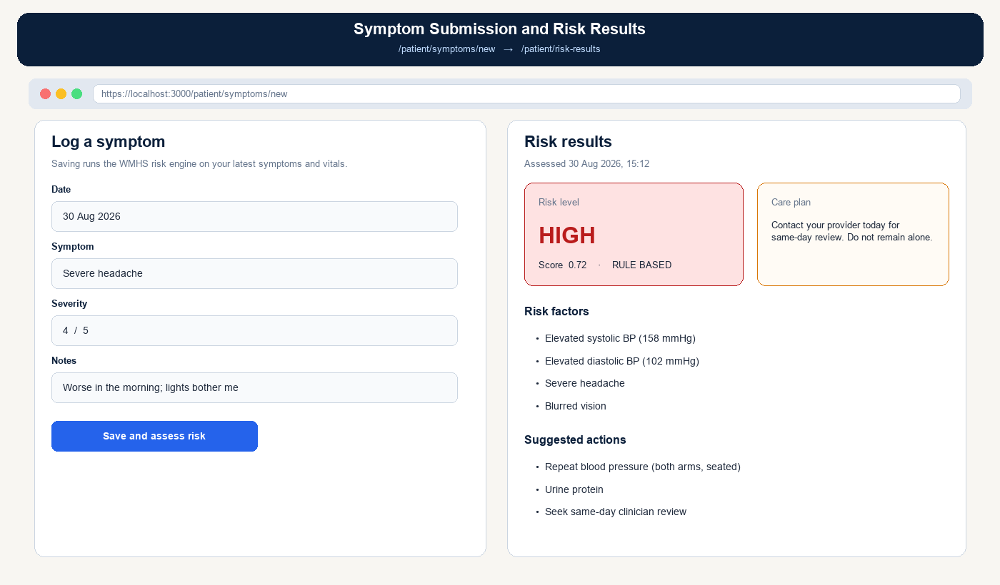 Symptom Submission and Risk Results
/patient/symptoms/new → /patient/risk-results
https://localhost:3000/patient/symptoms/new
Log a symptom
Saving runs the WMHS risk engine on your latest symptoms and vitals.
Date
30 Aug 2026
Symptom
Severe headache
Severity
4 / 5
Notes
Worse in the morning; lights bother me
Save and assess risk
Risk results
Assessed 30 Aug 2026, 15:12
Risk level
HIGH
Score 0.72 · RULE BASED
Care plan
Contact your provider today for
same-day review. Do not remain alone.
Risk factors
• Elevated systolic BP (158 mmHg)
• Elevated diastolic BP (102 mmHg)
• Severe headache
• Blurred vision
Suggested actions
• Repeat blood pressure (both arms, seated)
• Urine protein
• Seek same-day clinician review